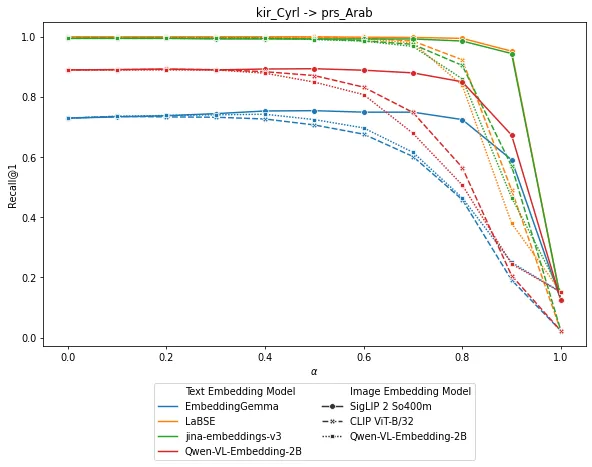 kir_Cyrl -> prs_Arab
Recall@1
1.0
0.8
0.6
0.4
0.2
0.0
0.0 0.2 0.4 0.6 0.8 1.0
α
Text Embedding Model
EmbeddingGemma
LaBSE
jina-embeddings-v3
Qwen-VL-Embedding-2B
Image Embedding Model
SigLIP 2 So400m
CLIP ViT-B/32
Qwen-VL-Embedding-2B